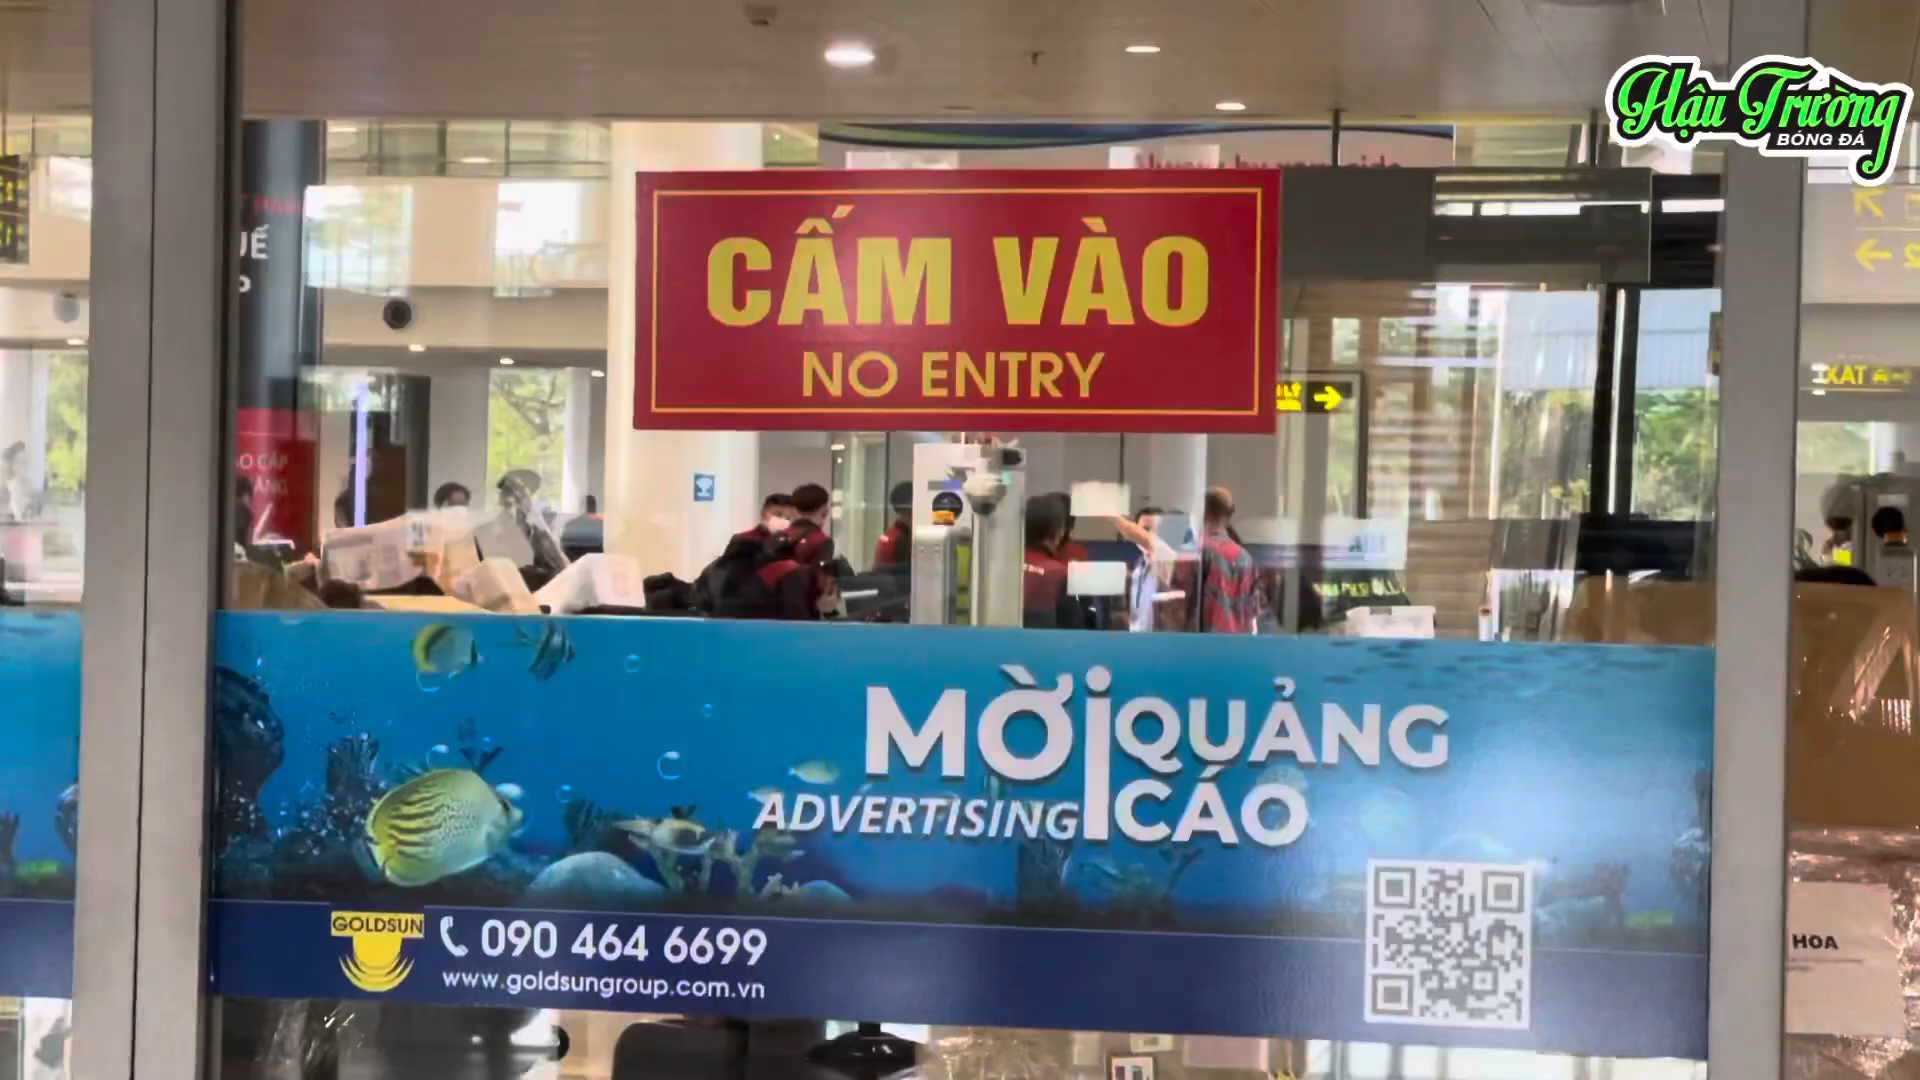 Hậu Trường
BÓNG ĐÁ
CẤM VÀO
NO ENTRY
MỜI QUẢNG
ADVERTISING CÁO
GOLDSUN
090 464 6699
www.goldsungroup.com.vn
HOA